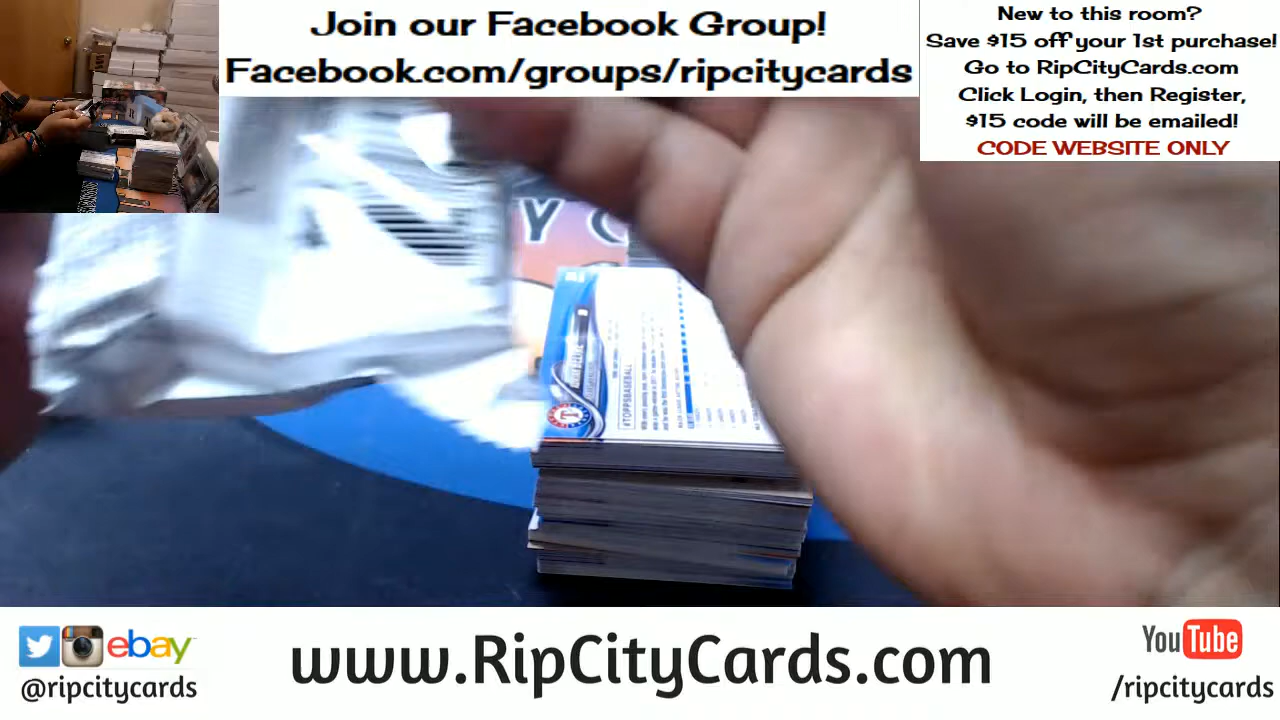 Join our Facebook Group!
Facebook.com/groups/ripcitycards
New to this room?
Save $15 off your 1st purchase!
Go to RipCityCards.com
Click Login, then Register,
$15 code will be emailed!
CODE WEBSITE ONLY
Y C
#TOPPSBASEBALL
T
ebay
@ripcitycards
www.RipCityCards.com
YouTube
/ripcitycards